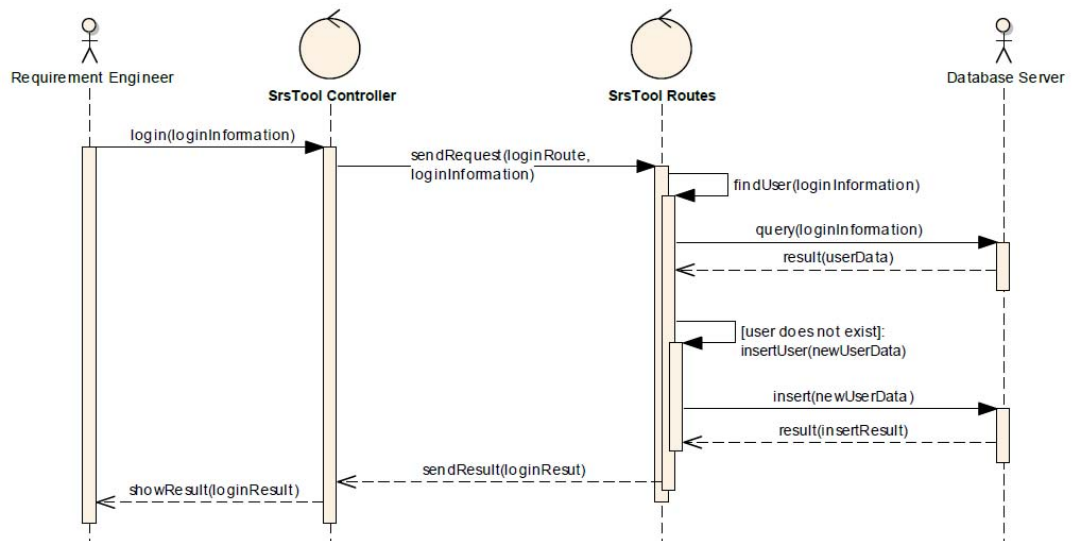 Requirement Engineer
SrsTool Controller
SrsTool Routes
Database Server
login(loginInformation)
sendRequest(loginRoute,
loginInformation)
findUser(loginInformation)
query(loginInformation)
result(userData)
[user does not exist]:
insertUser(newUserData)
insert(newUserData)
result(insertResult)
sendResult(loginResut)
showResult(loginResult)